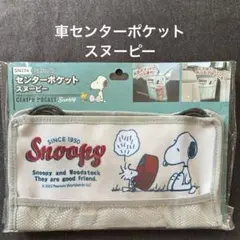 車センターポケット
スヌーピー
センターポケット
スヌーピー
CENTER POCKET Snoopy
SINCE 1950
Snoopy
Snoopy and Woodstock
They are good friend.